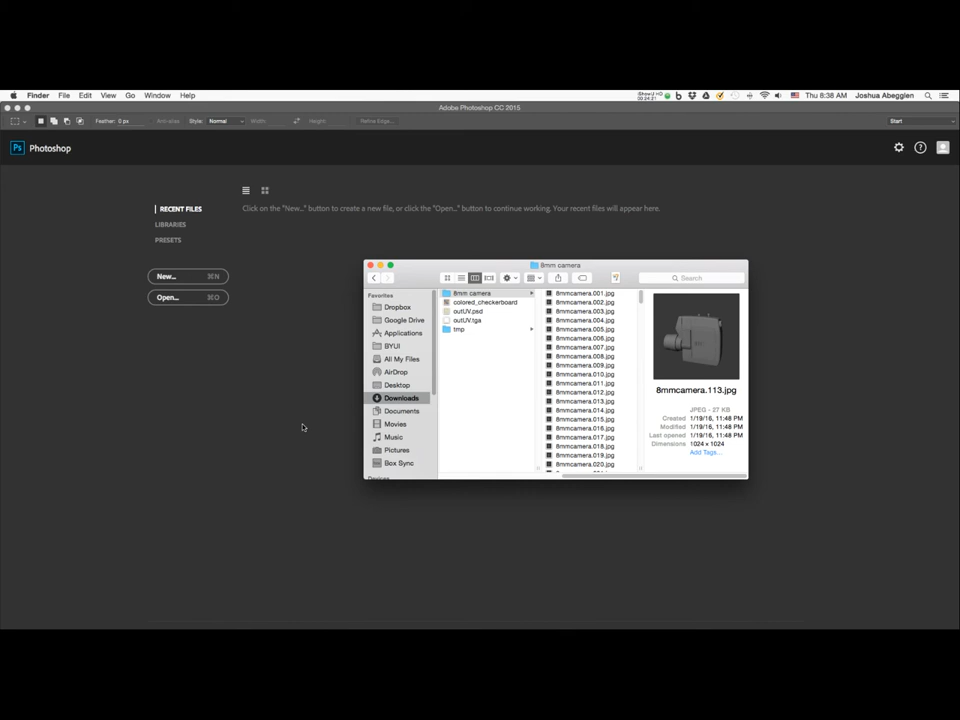 Finder File Edit View Go Window Help Thu 8:38 AM Joshua Abegglen
Adobe Photoshop CC 2015
Feather: 0 px Anti-alias Style: Normal Width: Height: Refine Edge... Start
Ps Photoshop
RECENT FILES
LIBRARIES
PRESETS
Click on the "New..." button to create a new file, or click the "Open..." button to continue working. Your recent files will appear here.
New... ⌘N
Open... ⌘O
8mm camera
Search
Favorites
Dropbox
Google Drive
Applications
BYUI
All My Files
AirDrop
Desktop
Downloads
Documents
Movies
Music
Pictures
Box Sync
Devices
8mm camera
colored_checkerboard
outUV.psd
outUV.tga
tmp
8mmcamera.001.jpg
8mmcamera.002.jpg
8mmcamera.003.jpg
8mmcamera.004.jpg
8mmcamera.005.jpg
8mmcamera.006.jpg
8mmcamera.007.jpg
8mmcamera.008.jpg
8mmcamera.009.jpg
8mmcamera.010.jpg
8mmcamera.011.jpg
8mmcamera.012.jpg
8mmcamera.013.jpg
8mmcamera.014.jpg
8mmcamera.015.jpg
8mmcamera.016.jpg
8mmcamera.017.jpg
8mmcamera.018.jpg
8mmcamera.019.jpg
8mmcamera.020.jpg
8mmcamera.113.jpg
JPEG - 27 KB
Created 1/19/16, 11:48 PM
Modified 1/19/16, 11:48 PM
Last opened 1/19/16, 11:48 PM
Dimensions 1024 × 1024
Add Tags...